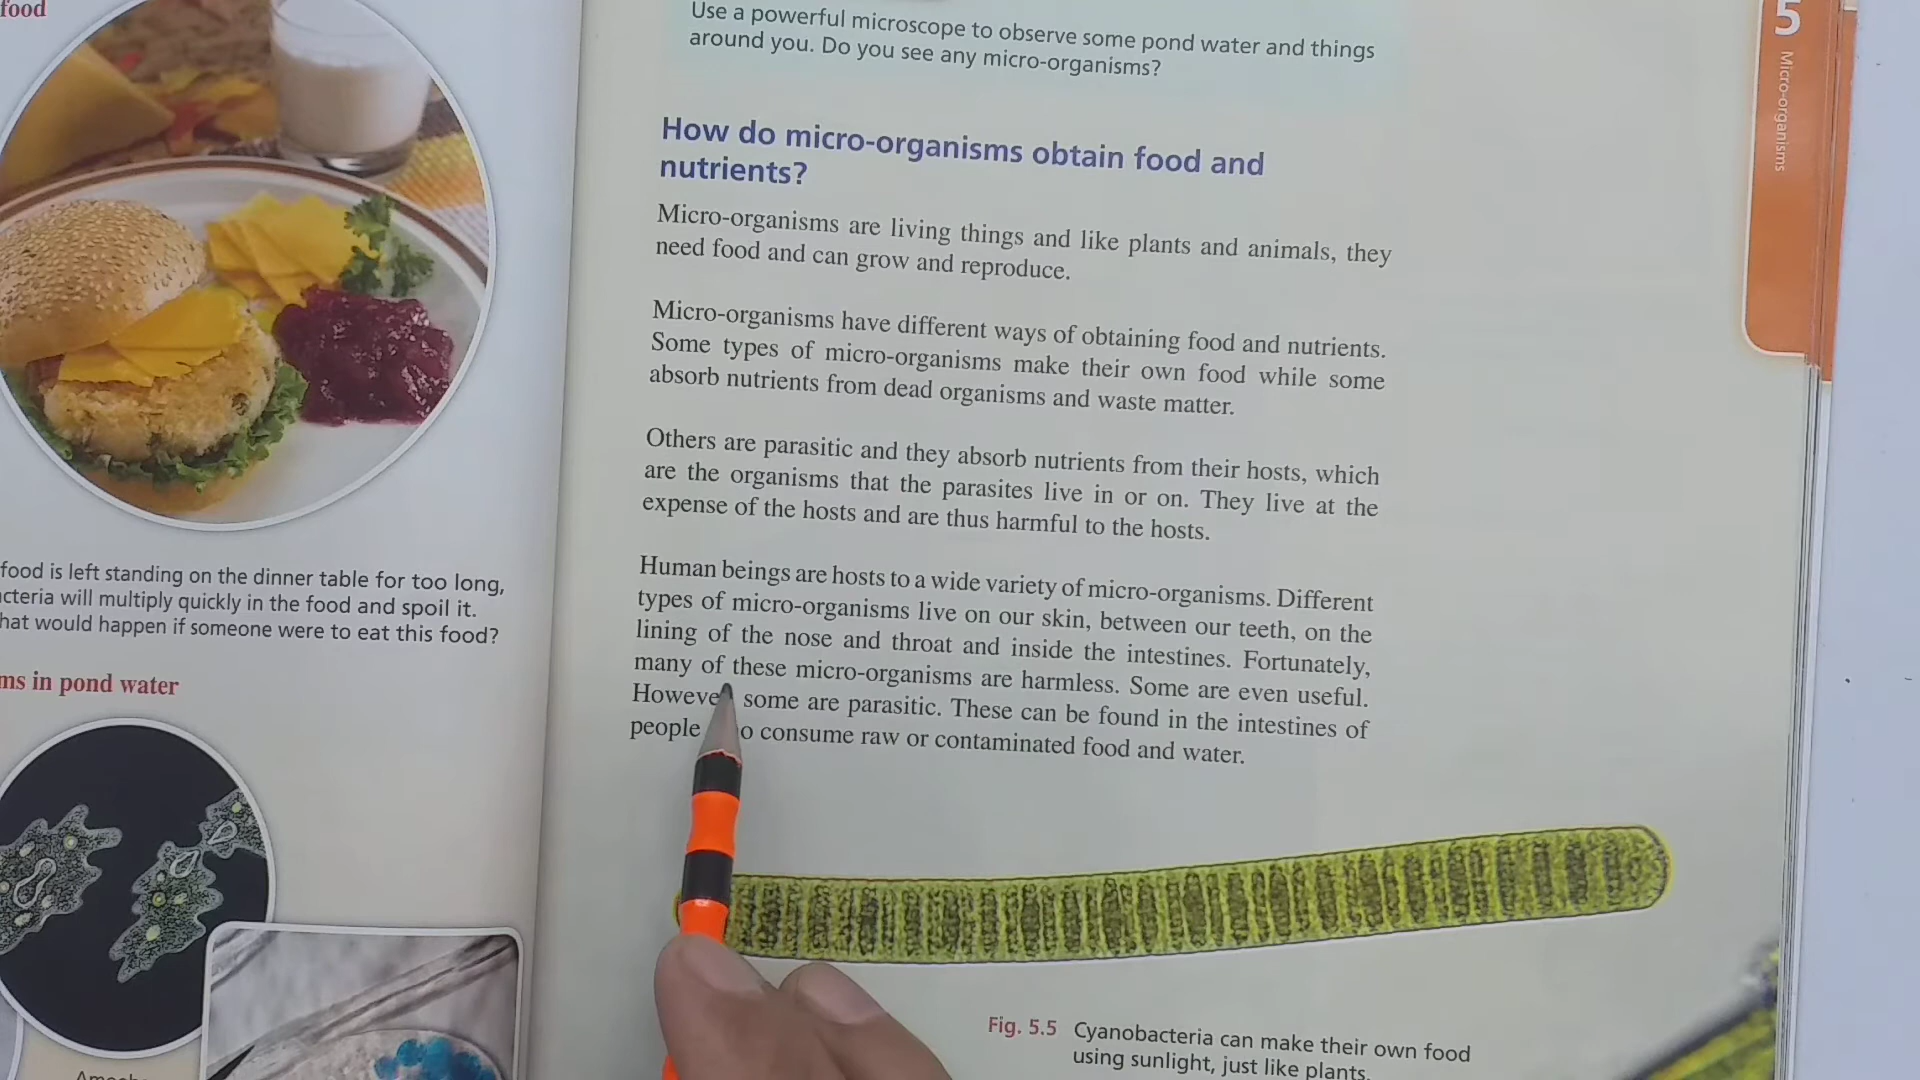 food
food is left standing on the dinner table for too long,
will multiply quickly in the food and spoil it.
would happen if someone were to eat this food?
in pond water
Use a powerful microscope to observe some pond water and things
around you. Do you see any micro-organisms?
How do micro-organisms obtain food and
nutrients?
Micro-organisms are living things and like plants and animals, they
need food and can grow and reproduce.
Micro-organisms have different ways of obtaining food and nutrients.
Some types of micro-organisms make their own food while some
absorb nutrients from dead organisms and waste matter.
Others are parasitic and they absorb nutrients from their hosts, which
are the organisms that the parasites live in or on. They live at the
expense of the hosts and are thus harmful to the hosts.
Human beings are hosts to a wide variety of micro-organisms. Different
types of micro-organisms live on our skin, between our teeth, on the
lining of the nose and throat and inside the intestines. Fortunately,
many of these micro-organisms are harmless. Some are even useful.
However some are parasitic. These can be found in the intestines of
people consume raw or contaminated food and water.
Fig. 5.5 Cyanobacteria can make their own food
using sunlight, just like plants.
5
Micro-organisms